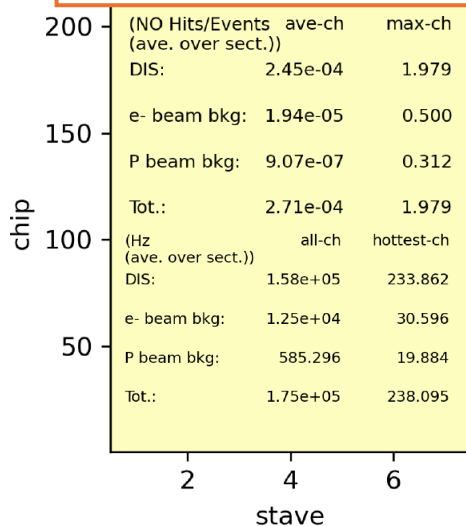 200
150
100
50
chip
(NO Hits/Events ave-ch max-ch
(ave. over sect.))
DIS: 2.45e-04 1.979
e- beam bkg: 1.94e-05 0.500
P beam bkg: 9.07e-07 0.312
Tot.: 2.71e-04 1.979
(Hz all-ch hottest-ch
(ave. over sect.))
DIS: 1.58e+05 233.862
e- beam bkg: 1.25e+04 30.596
P beam bkg: 585.296 19.884
Tot.: 1.75e+05 238.095
2 4 6
stave